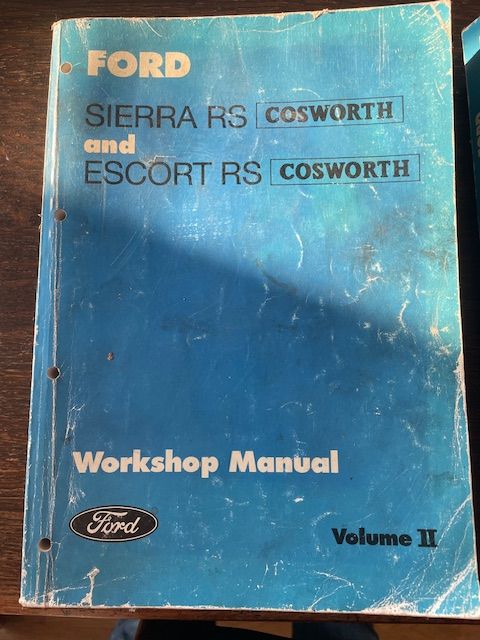 FORD
SIERRA RS COSWORTH
and
ESCORT RS COSWORTH
Workshop Manual
Ford
Volume II